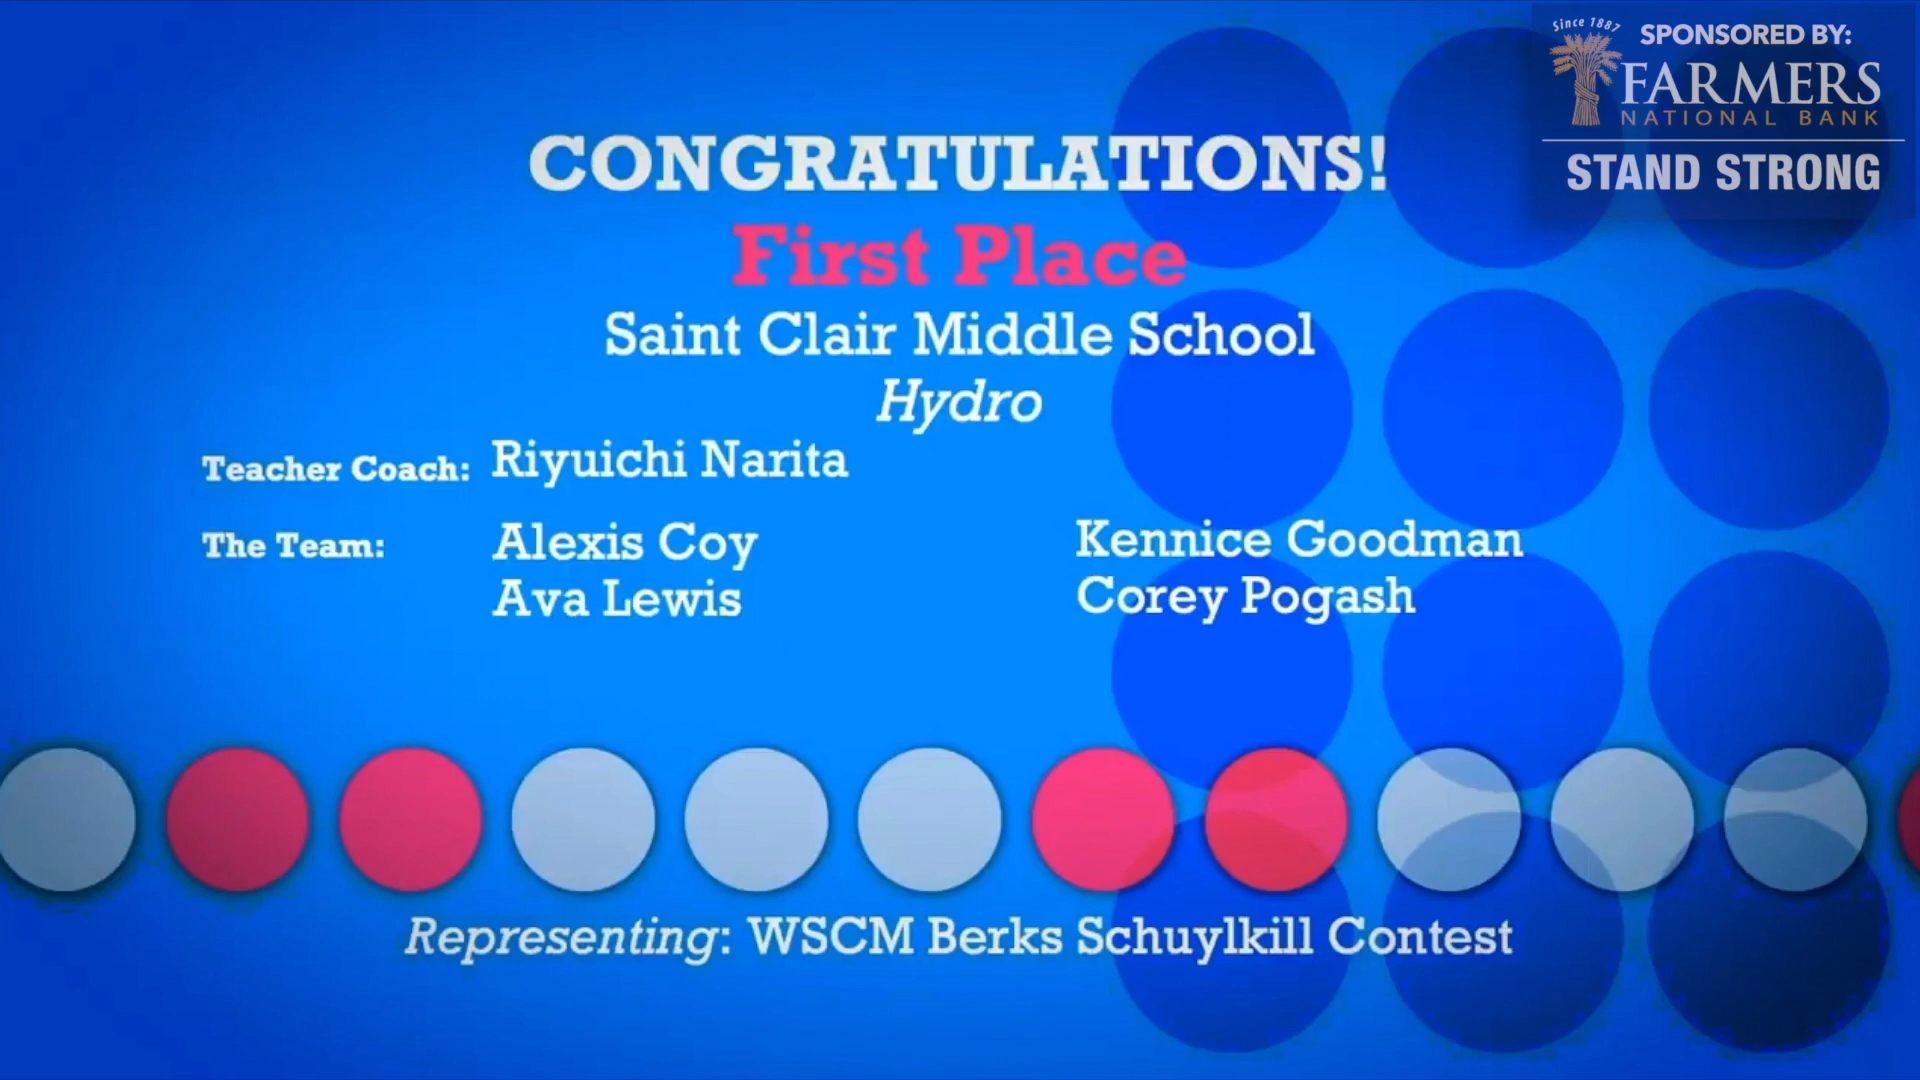 Since 1887
SPONSORED BY:
FARMERS
NATIONAL BANK
STAND STRONG
CONGRATULATIONS!
First Place
Saint Clair Middle School
Hydro
Teacher Coach: Riyuichi Narita
The Team: Alexis Coy Kennice Goodman
Ava Lewis Corey Pogash
Representing: WSCM Berks Schuylkill Contest